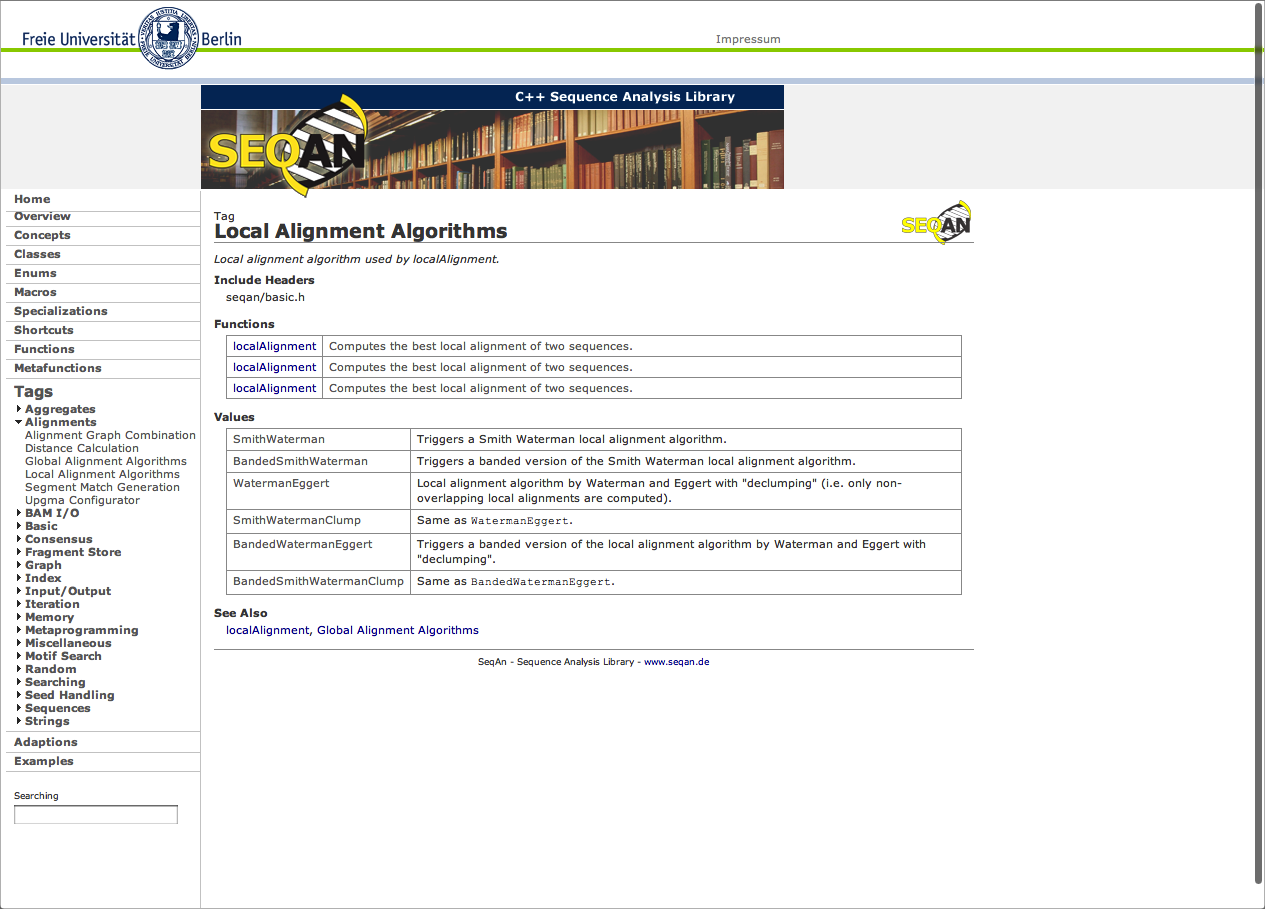 Freie Universität Berlin
Impressum
C++ Sequence Analysis Library
SEQAN
Home
Overview
Concepts
Classes
Enums
Macros
Specializations
Shortcuts
Functions
Metafunctions
Tags
Aggregates
Alignments
Alignment Graph Combination
Distance Calculation
Global Alignment Algorithms
Local Alignment Algorithms
Segment Match Generation
Upgma Configurator
BAM I/O
Basic
Consensus
Fragment Store
Graph
Index
Input/Output
Iteration
Memory
Metaprogramming
Miscellaneous
Motif Search
Random
Searching
Seed Handling
Sequences
Strings
Adaptions
Examples
Searching
Tag
Local Alignment Algorithms
SEQAN
Local alignment algorithm used by localAlignment.
Include Headers
seqan/basic.h
Functions
localAlignment Computes the best local alignment of two sequences.
localAlignment Computes the best local alignment of two sequences.
localAlignment Computes the best local alignment of two sequences.
Values
SmithWaterman Triggers a Smith Waterman local alignment algorithm.
BandedSmithWaterman Triggers a banded version of the Smith Waterman local alignment algorithm.
WatermanEggert Local alignment algorithm by Waterman and Eggert with "declumping" (i.e. only non-
overlapping local alignments are computed).
SmithWatermanClump Same as WatermanEggert.
BandedWatermanEggert Triggers a banded version of the local alignment algorithm by Waterman and Eggert with
"declumping".
BandedSmithWatermanClump Same as BandedWatermanEggert.
See Also
localAlignment, Global Alignment Algorithms
SeqAn - Sequence Analysis Library - www.seqan.de